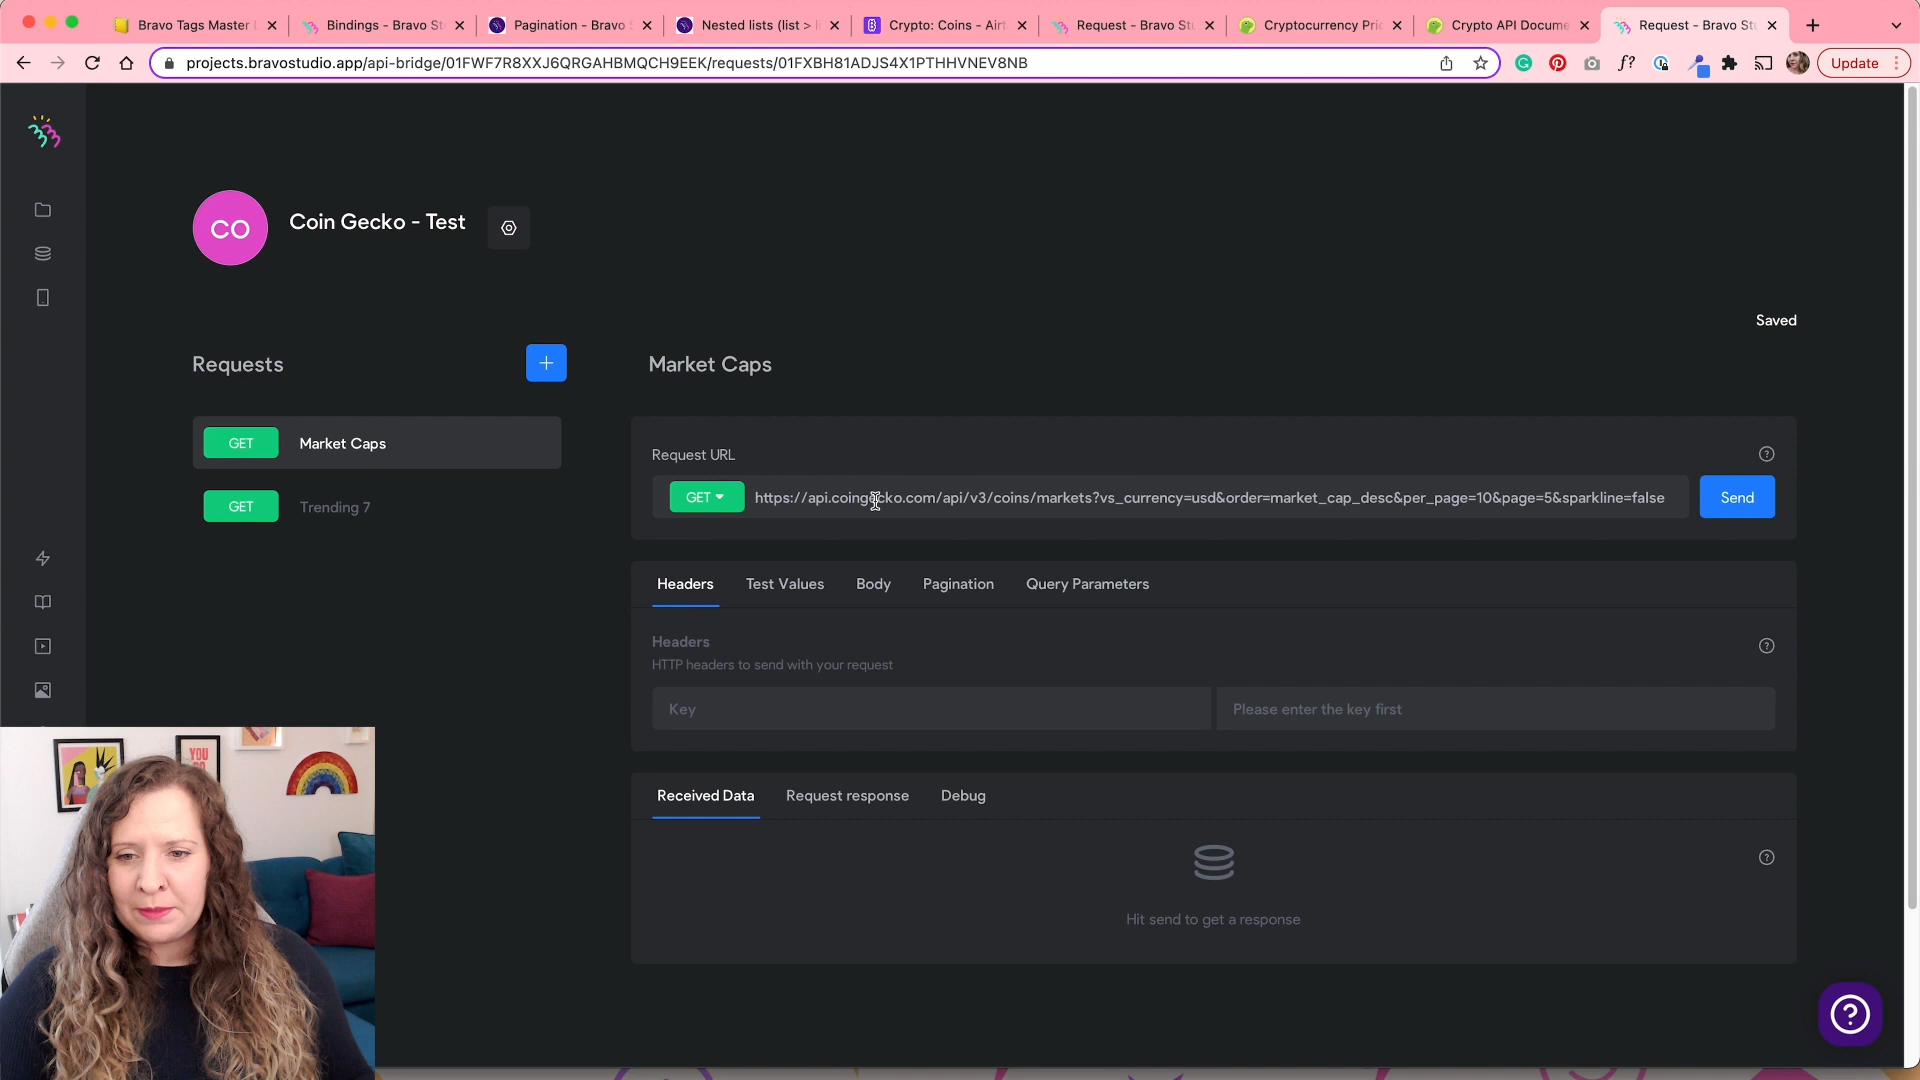 Bravo Tags Master
Bindings - Bravo St
Pagination - Bravo S
Nested lists (list > li
Crypto: Coins - Airt
Request - Bravo Stu
Cryptocurrency Pric
Crypto API Docume
Request - Bravo Stu
projects.bravostudio.app/api-bridge/01FWF7R8XXJ6QRGAHBMQCH9EEK/requests/01FXBH81ADJS4X1PTHHVNEV8NB
f?
Update
CO
Coin Gecko - Test
Saved
Requests
Market Caps
GET
Market Caps
GET
Trending 7
Request URL
GET
https://api.coingecko.com/api/v3/coins/markets?vs_currency=usd&order=market_cap_desc&per_page=10&page=5&sparkline=false
Send
Headers
Test Values
Body
Pagination
Query Parameters
Headers
HTTP headers to send with your request
Key
Please enter the key first
Received Data
Request response
Debug
Hit send to get a response
YOU